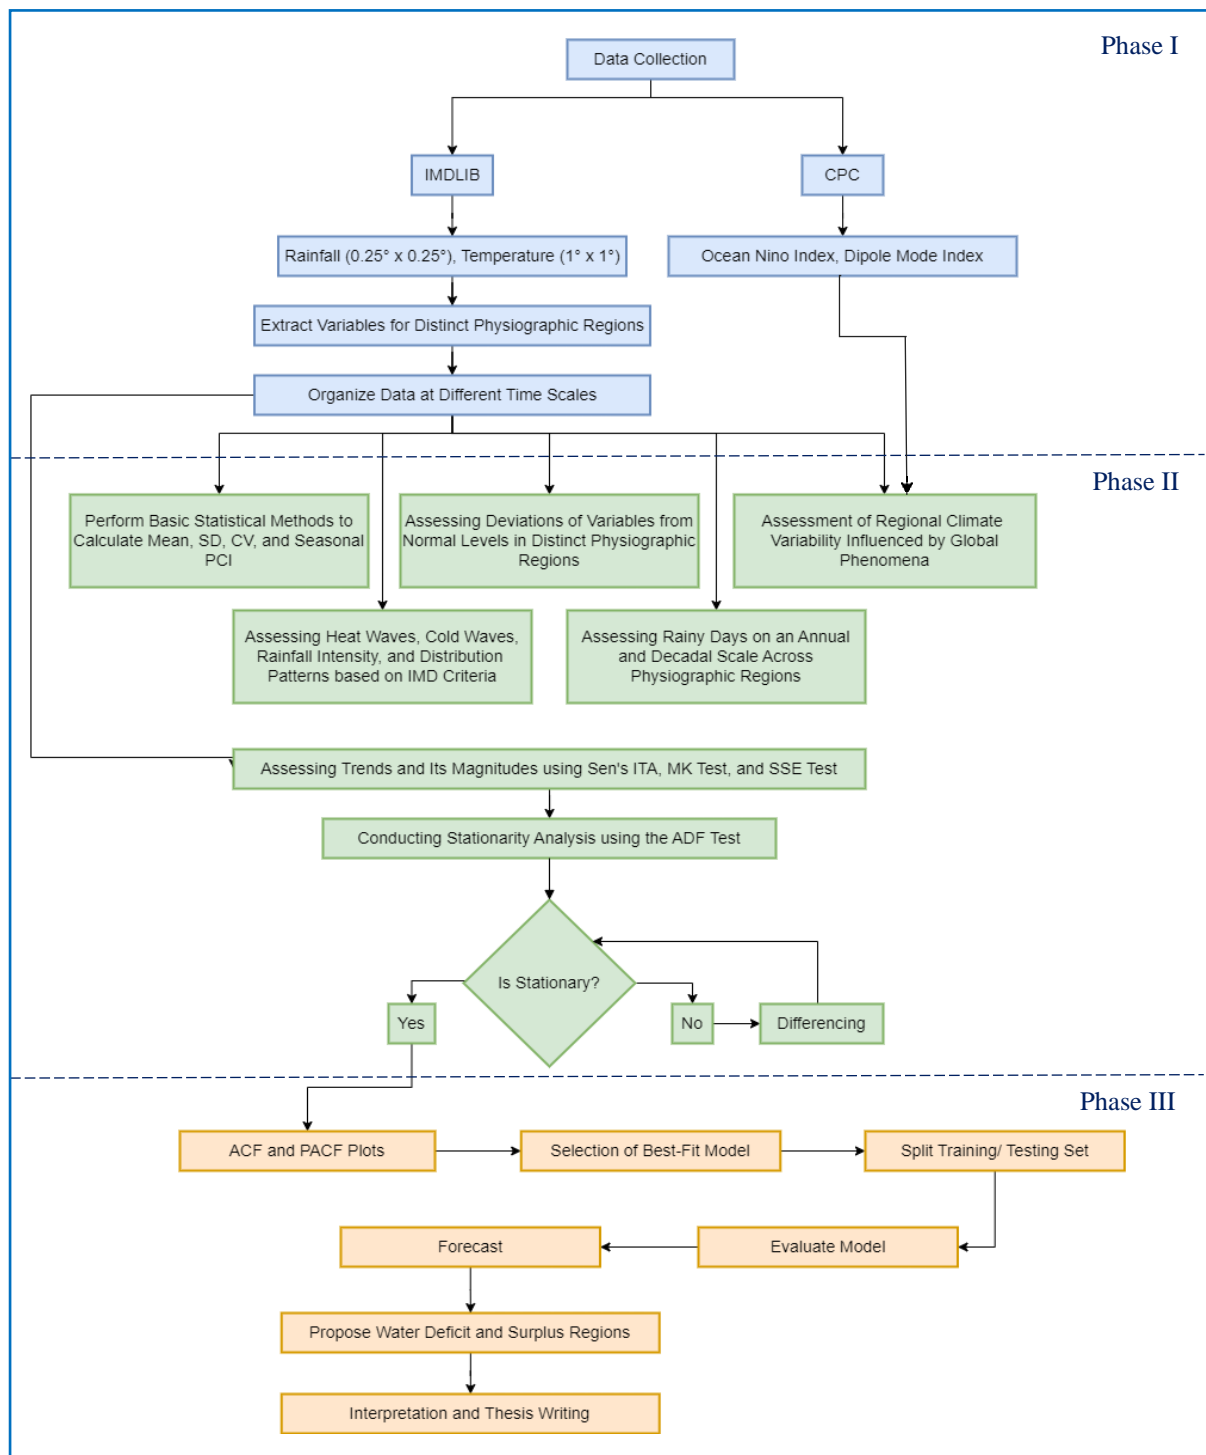 Phase I
Data Collection
IMDLIB
CPC
Rainfall (0.25° x 0.25°), Temperature (1° x 1°)
Ocean Nino Index, Dipole Mode Index
Extract Variables for Distinct Physiographic Regions
Organize Data at Different Time Scales
Phase II
Perform Basic Statistical Methods to
Calculate Mean, SD, CV, and Seasonal
PCI
Assessing Deviations of Variables from
Normal Levels in Distinct Physiographic
Regions
Assessment of Regional Climate
Variability Influenced by Global
Phenomena
Assessing Heat Waves, Cold Waves,
Rainfall Intensity, and Distribution
Patterns based on IMD Criteria
Assessing Rainy Days on an Annual
and Decadal Scale Across
Physiographic Regions
Assessing Trends and Its Magnitudes using Sen's ITA, MK Test, and SSE Test
Conducting Stationarity Analysis using the ADF Test
Is Stationary?
Yes
No
Differencing
Phase III
ACF and PACF Plots
Selection of Best-Fit Model
Split Training/ Testing Set
Forecast
Evaluate Model
Propose Water Deficit and Surplus Regions
Interpretation and Thesis Writing